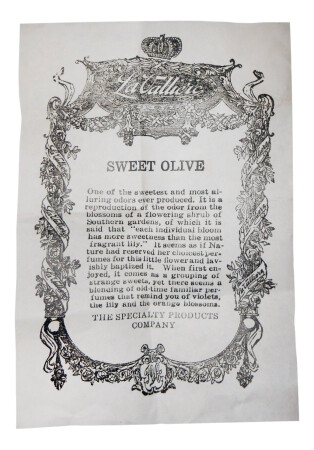 La Valliere
SWEET OLIVE
One of the sweetest and most al-
luring odors ever produced. It is a
reproduction of the odor from the
blossoms of a flowering shrub of
Southern gardens, of which it is
said that "each individual bloom
has more sweetness than the most
fragrant lily." It seems as if Na-
ture had reserved her choicest per-
fumes for this little flower and lav-
ishly baptised it. When first en-
joyed, it comes as a grouping of
strange sweets, yet there seems a
blending of old-time familiar per-
fumes that remind you of violets,
the lily and the orange blossoms.
THE SPECIALTY PRODUCTS
COMPANY